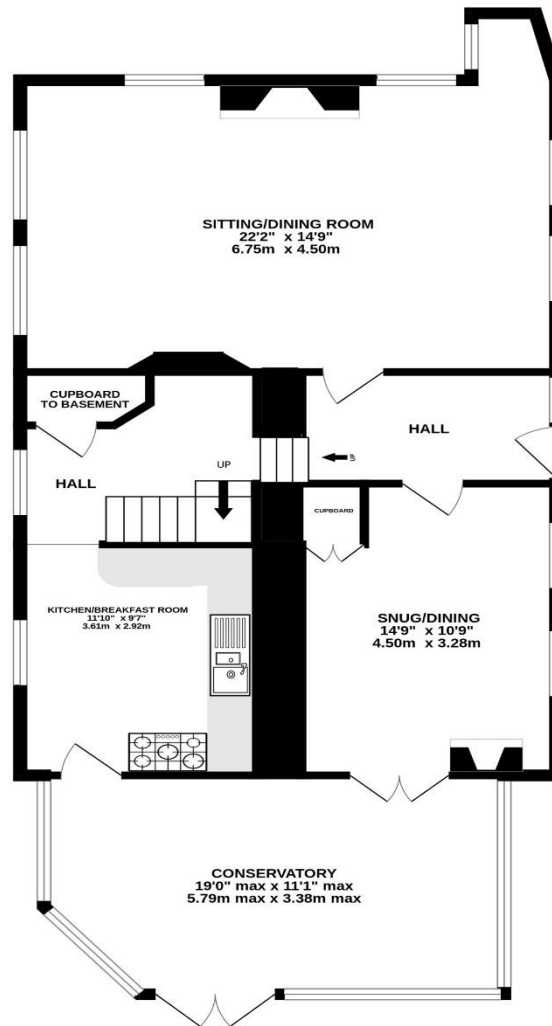 SITTING/DINING ROOM
22'2" x 14'9"
6.75m x 4.50m
CUPBOARD
TO BASEMENT
HALL
UP
HALL
UP
CUPBOARD
KITCHEN/BREAKFAST ROOM
11'10" x 9'7"
3.61m x 2.92m
SNUG/DINING
14'9" x 10'9"
4.50m x 3.28m
CONSERVATORY
19'0" max x 11'1" max
5.79m max x 3.38m max